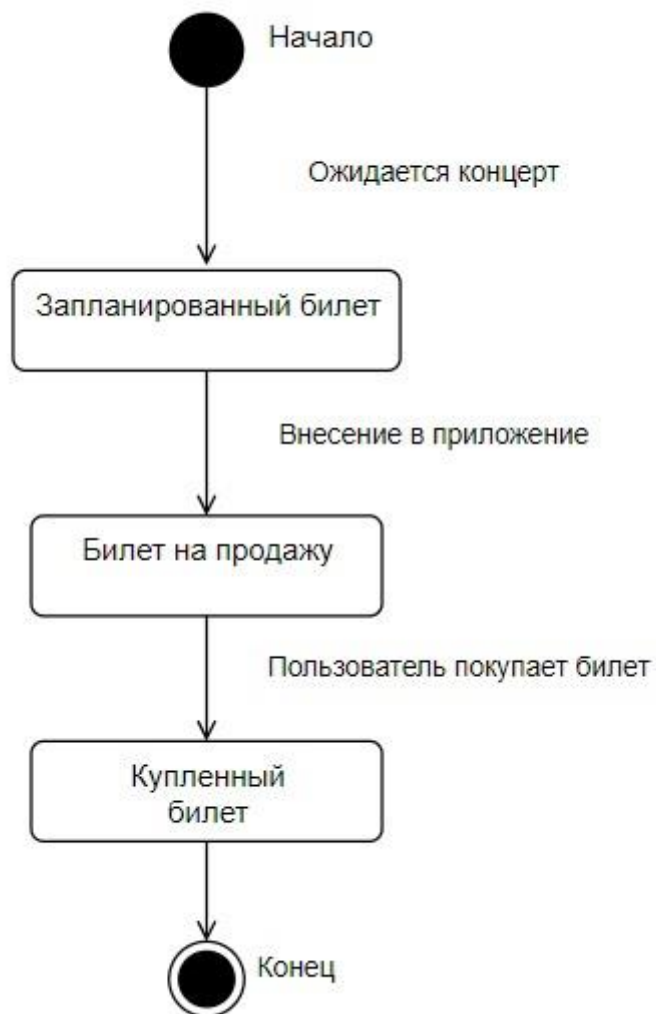 Начало
Ожидается концерт
Запланированный билет
Внесение в приложение
Билет на продажу
Пользователь покупает билет
Купленный
билет
Конец